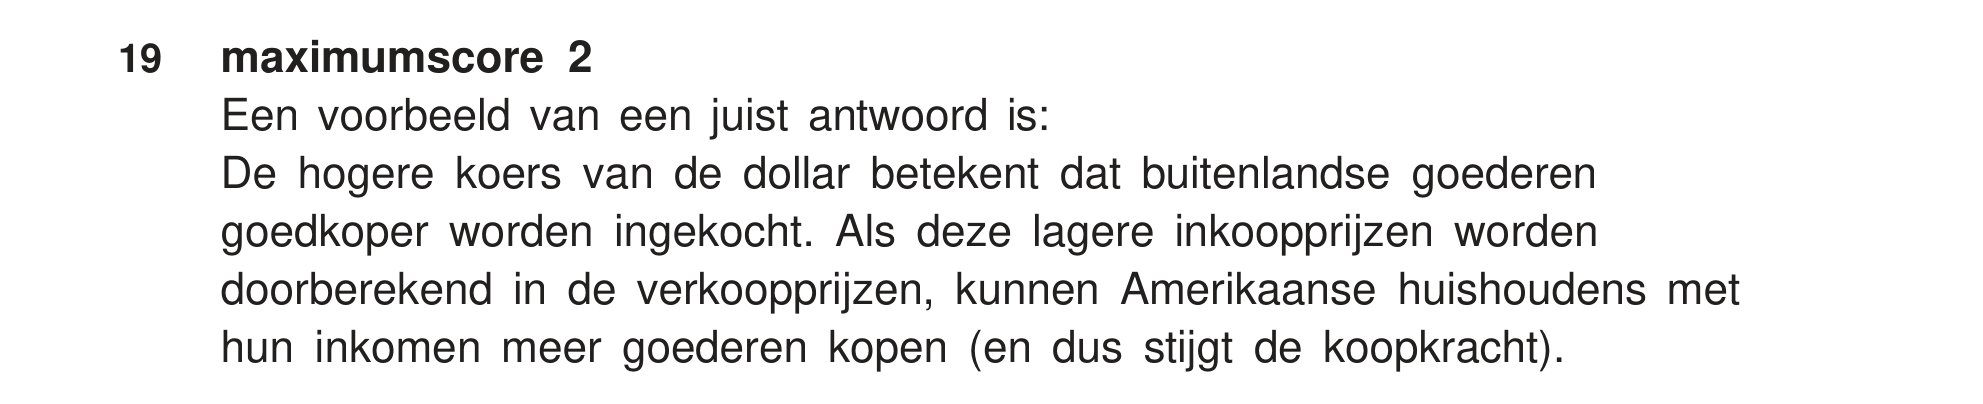 19 maximumscore 2
Een voorbeeld van een juist antwoord is:
De hogere koers van de dollar betekent dat buitenlandse goederen
goedkoper worden ingekocht. Als deze lagere inkoopprijzen worden
doorberekend in de verkoopprijzen, kunnen Amerikaanse huishoudens met
hun inkomen meer goederen kopen (en dus stijgt de koopkracht).